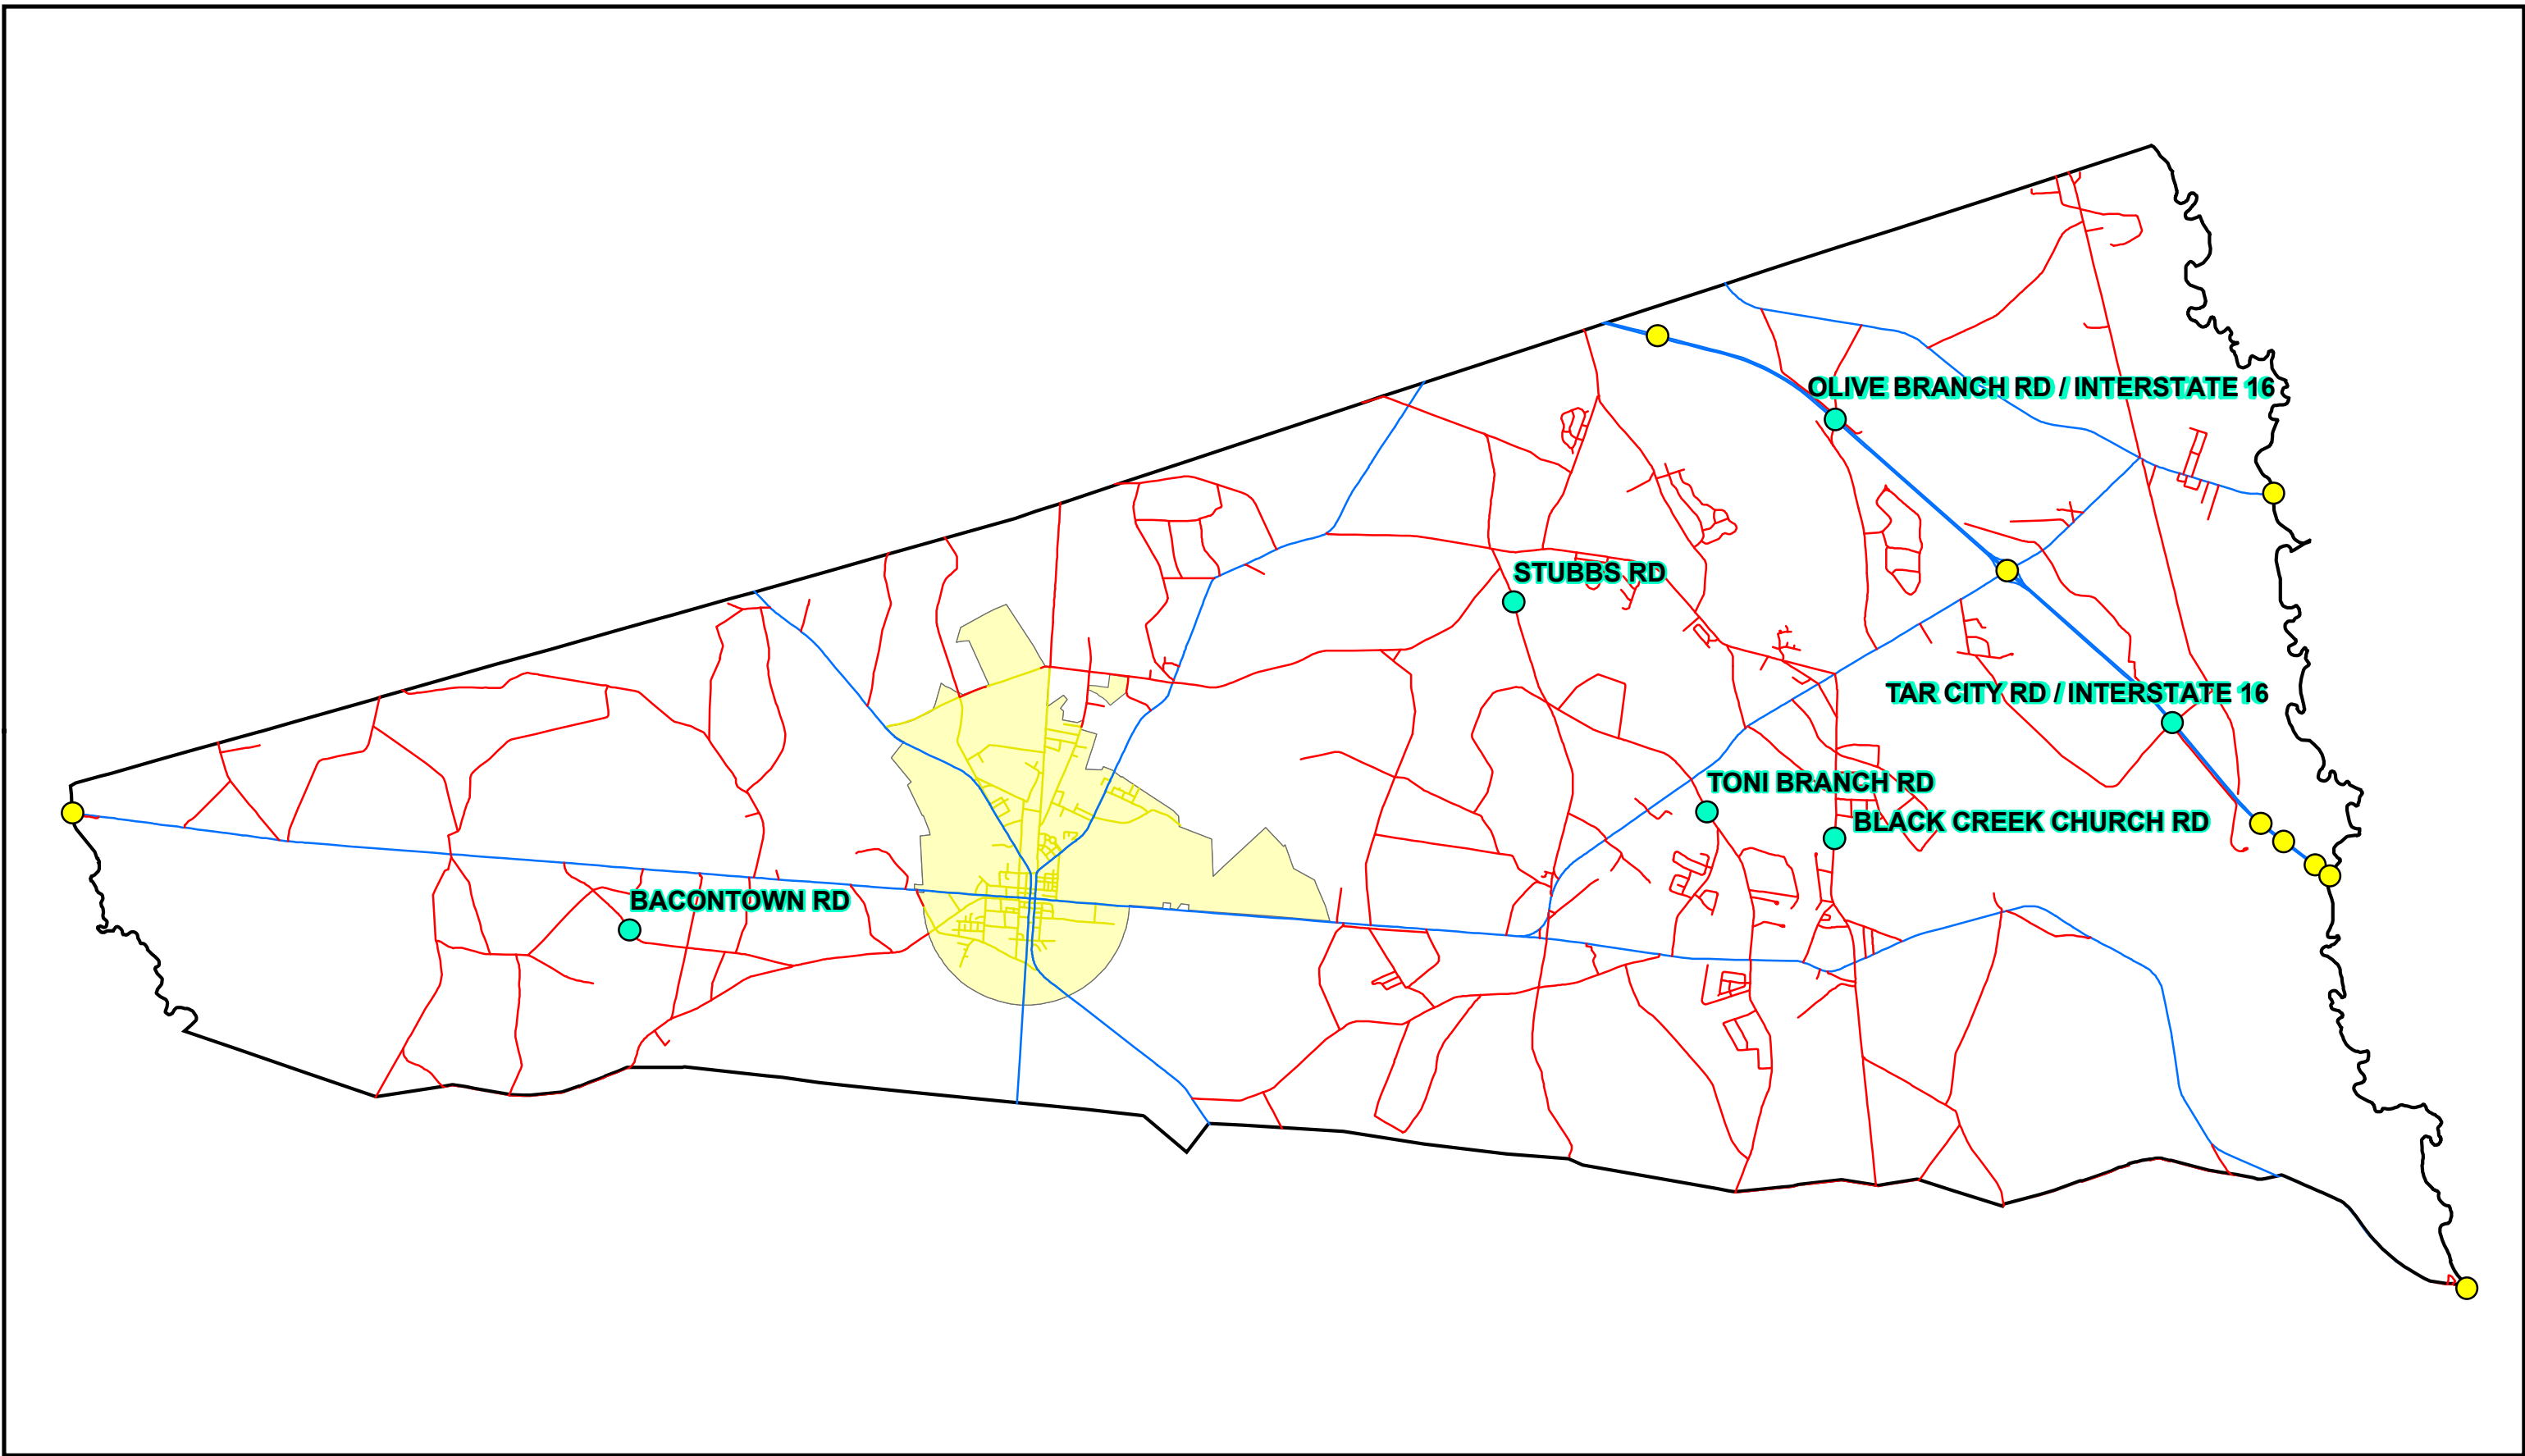 OLIVE BRANCH RD / INTERSTATE 16
STUBBS RD
TAR CITY RD / INTERSTATE 16
TONI BRANCH RD
BLACK CREEK CHURCH RD
BACONTOWN RD